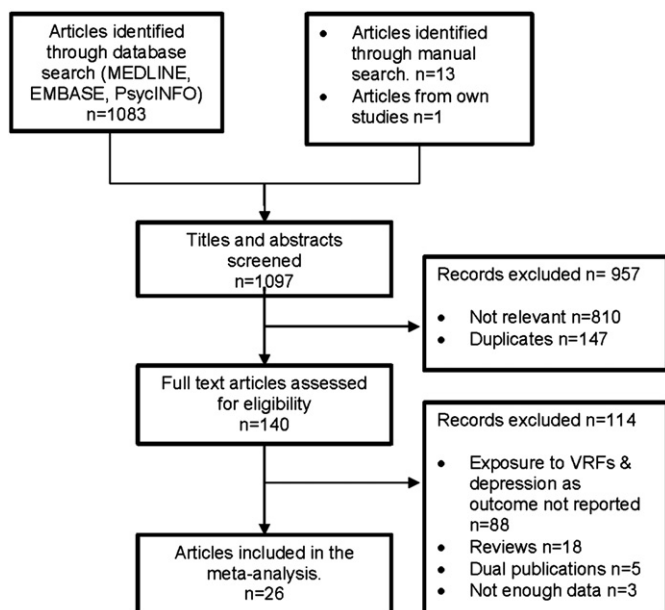 Articles identified
through database
search (MEDLINE,
EMBASE, PsycINFO)
n=1083
• Articles identified
through manual
search. n=13
• Articles from own
studies n=1
Titles and abstracts
screened
n=1097
Records excluded n= 957
• Not relevant n=810
• Duplicates n=147
Full text articles assessed
for eligibility
n=140
Records excluded n=114
• Exposure to VRFs &
depression as
outcome not reported
n=88
• Reviews n=18
• Dual publications n=5
• Not enough data n=3
Articles included in the
meta-analysis.
n=26